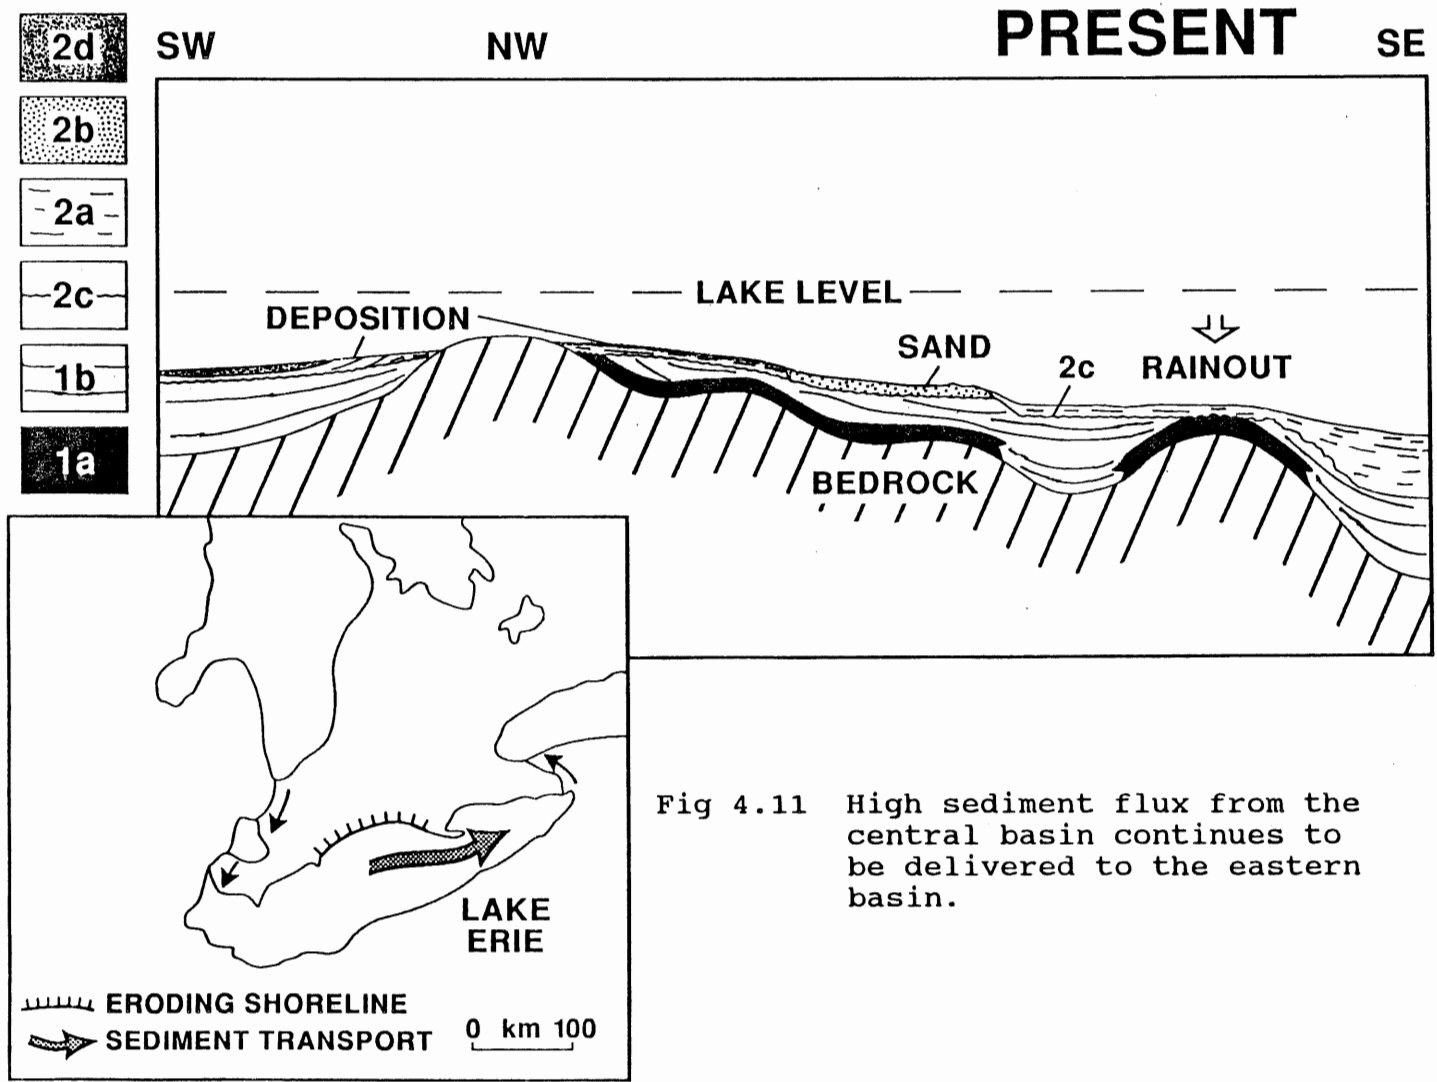 2d
2b
2a
2c
1b
1a
SW
NW
PRESENT
SE
LAKE LEVEL
DEPOSITION
SAND
2c
RAINOUT
BEDROCK
LAKE
ERIE
ERODING SHORELINE
SEDIMENT TRANSPORT
0 km 100
Fig 4.11 High sediment flux from the
central basin continues to
be delivered to the eastern
basin.